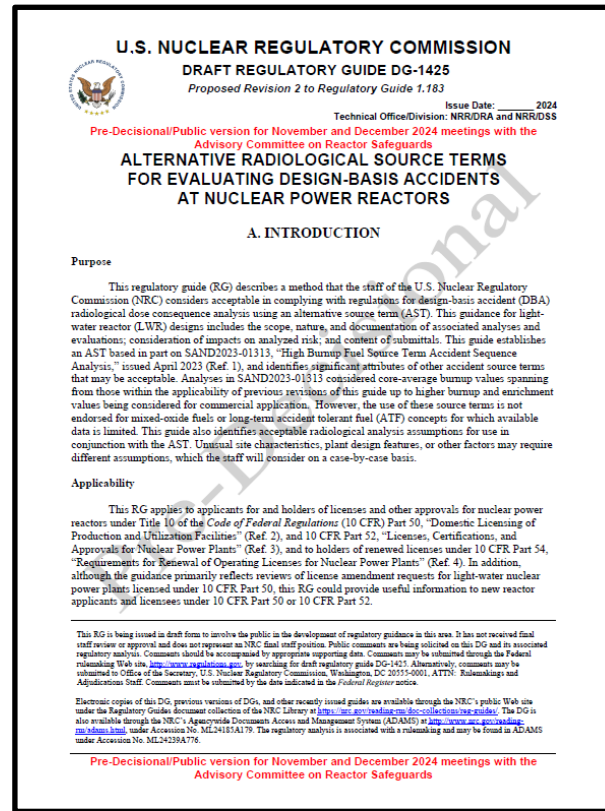 U.S. NUCLEAR REGULATORY COMMISSION
DRAFT REGULATORY GUIDE DG-1425
Proposed Revision 2 to Regulatory Guide 1.183
Issue Date: ______ 2024
Technical Office/Division: NRR/DRA and NRR/DSS
Pre-Decisional/Public version for November and December 2024 meetings with the
Advisory Committee on Reactor Safeguards
ALTERNATIVE RADIOLOGICAL SOURCE TERMS
FOR EVALUATING DESIGN-BASIS ACCIDENTS
AT NUCLEAR POWER REACTORS
A. INTRODUCTION
Purpose
This regulatory guide (RG) describes a method that the staff of the U.S. Nuclear Regulatory
Commission (NRC) considers acceptable in complying with regulations for design-basis accident (DBA)
radiological dose consequence analysis using an alternative source term (AST). This guidance for light-
water reactor (LWR) designs includes the scope, nature, and documentation of associated analyses and
evaluations; consideration of impacts on analyzed risk; and content of submittals. This guide establishes
an AST based in part on SAND2023-01313, “High Burnup Fuel Source Term Accident Sequence
Analysis,” issued April 2023 (Ref. 1), and identifies significant attributes of other accident source terms
that may be acceptable. Analyses in SAND2023-01313 considered core-average burnup values spanning
from those within the applicability of previous revisions of this guide up to higher burnup and enrichment
values being considered for commercial application. However, the use of these source terms is not
endorsed for mixed-oxide fuels or long-term accident tolerant fuel (ATF) concepts for which available
data is limited. This guide also identifies acceptable radiological analysis assumptions for use in
conjunction with the AST. Unusual site characteristics, plant design features, or other factors may require
different assumptions, which the staff will consider on a case-by-case basis.
Applicability
This RG applies to applicants for and holders of licenses and other approvals for nuclear power
reactors under Title 10 of the Code of Federal Regulations (10 CFR) Part 50, “Domestic Licensing of
Production and Utilization Facilities” (Ref. 2), and 10 CFR Part 52, “Licenses, Certifications, and
Approvals for Nuclear Power Plants” (Ref. 3), and to holders of renewed licenses under 10 CFR Part 54,
“Requirements for Renewal of Operating Licenses for Nuclear Power Plants” (Ref. 4). In addition,
although the guidance primarily reflects reviews of license amendment requests for light-water nuclear
power plants licensed under 10 CFR Part 50, this RG could provide useful information to new reactor
applicants and licensees under 10 CFR Part 50 or 10 CFR Part 52.
This RG is being issued in draft form to involve the public in the development of regulatory guidance in this area. It has not received final
staff review or approval and does not represent an NRC final staff position. Public comments are being solicited on this DG and its associated
regulatory analysis. Comments should be accompanied by appropriate supporting data. Comments may be submitted through the Federal
rulemaking Web site, http://www.regulations.gov, by searching for draft regulatory guide DG-1425. Alternatively, comments may be
submitted to Office of the Secretary, U.S. Nuclear Regulatory Commission, Washington, DC 20555-0001, ATTN: Rulemakings and
Adjudications Staff. Comments must be submitted by the date indicated in the Federal Register notice.
Electronic copies of this DG, previous versions of DGs, and other recently issued guides are available through the NRC’s public Web site
under the Regulatory Guides document collection of the NRC Library at https://nrc.gov/reading-rm/doc-collections/reg-guides/. The DG is
also available through the NRC’s Agencywide Documents Access and Management System (ADAMS) at http://www.nrc.gov/reading-
rm/adams.html, under Accession No. ML24185A179. The regulatory analysis is associated with a rulemaking and may be found in ADAMS
under Accession No. ML24239A776.
Pre-Decisional/Public version for November and December 2024 meetings with the
Advisory Committee on Reactor Safeguards
Pre-Decisional